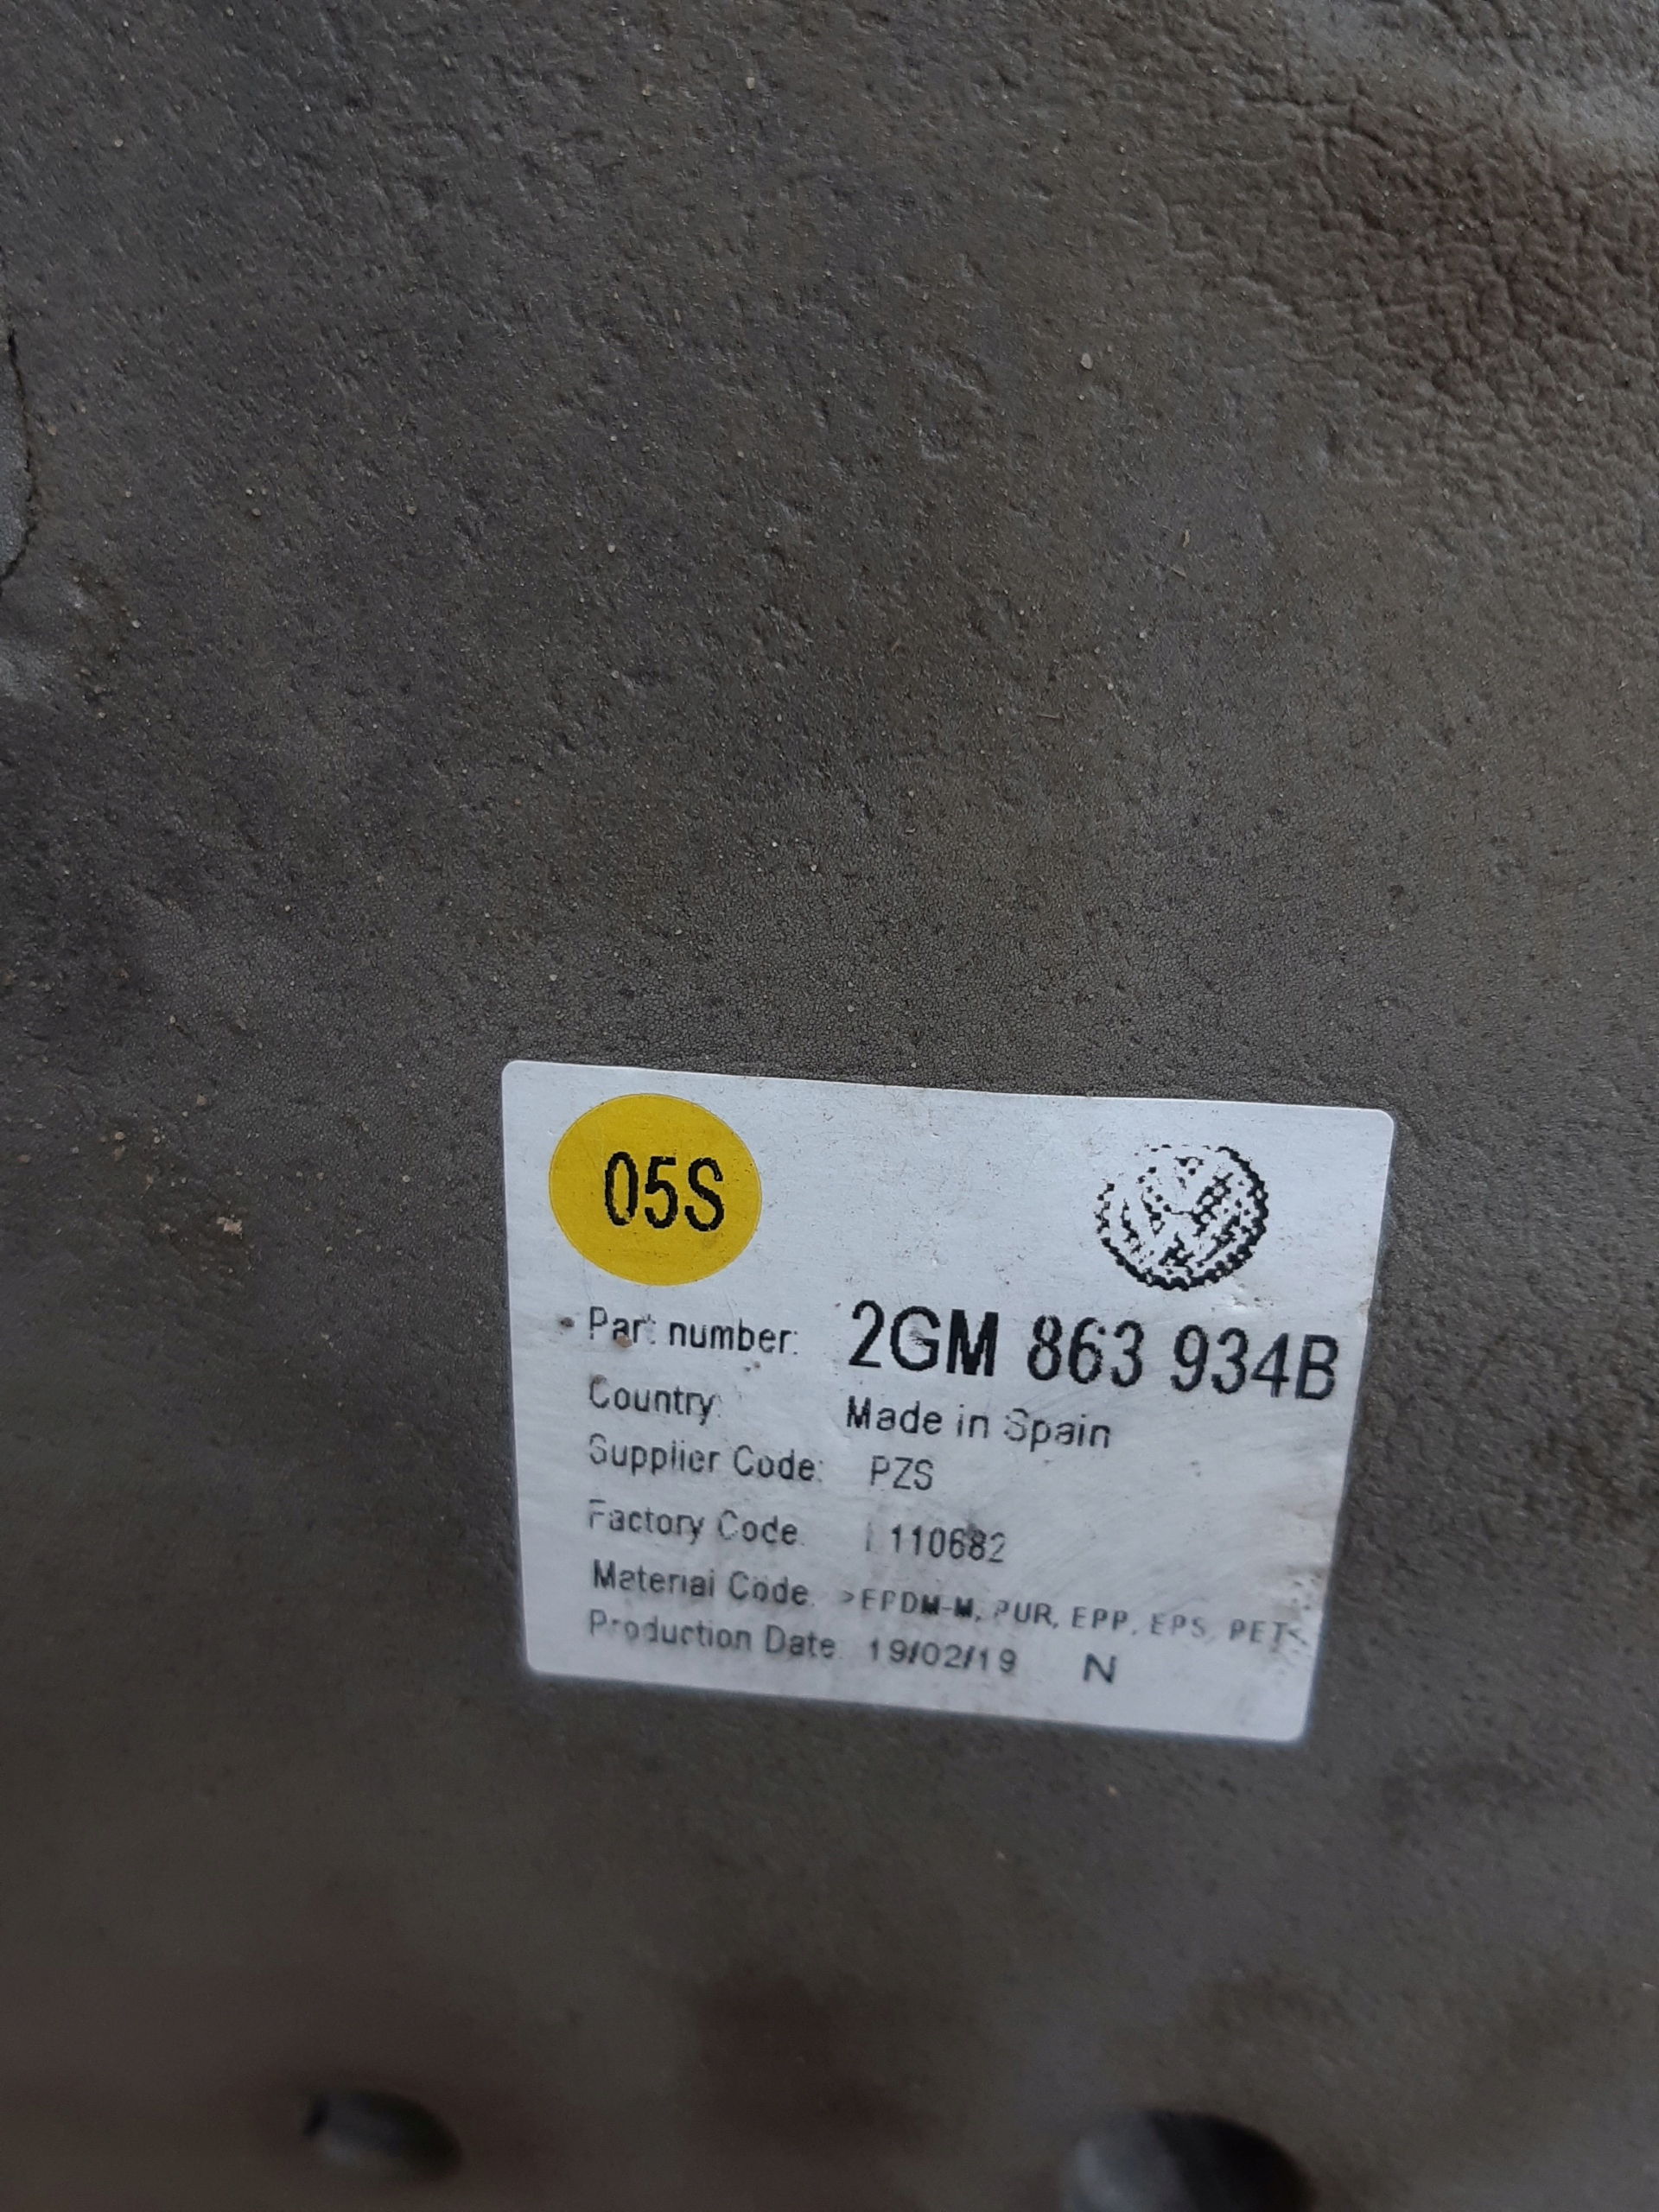 05S
Part number: 2GM 863 934B
Country: Made in Spain
Supplier Code: PZS
Factory Code: 110682
Material Code: >EPDM-M, PUR, EPP, EPS, PET<
Production Date: 19/02/19 N